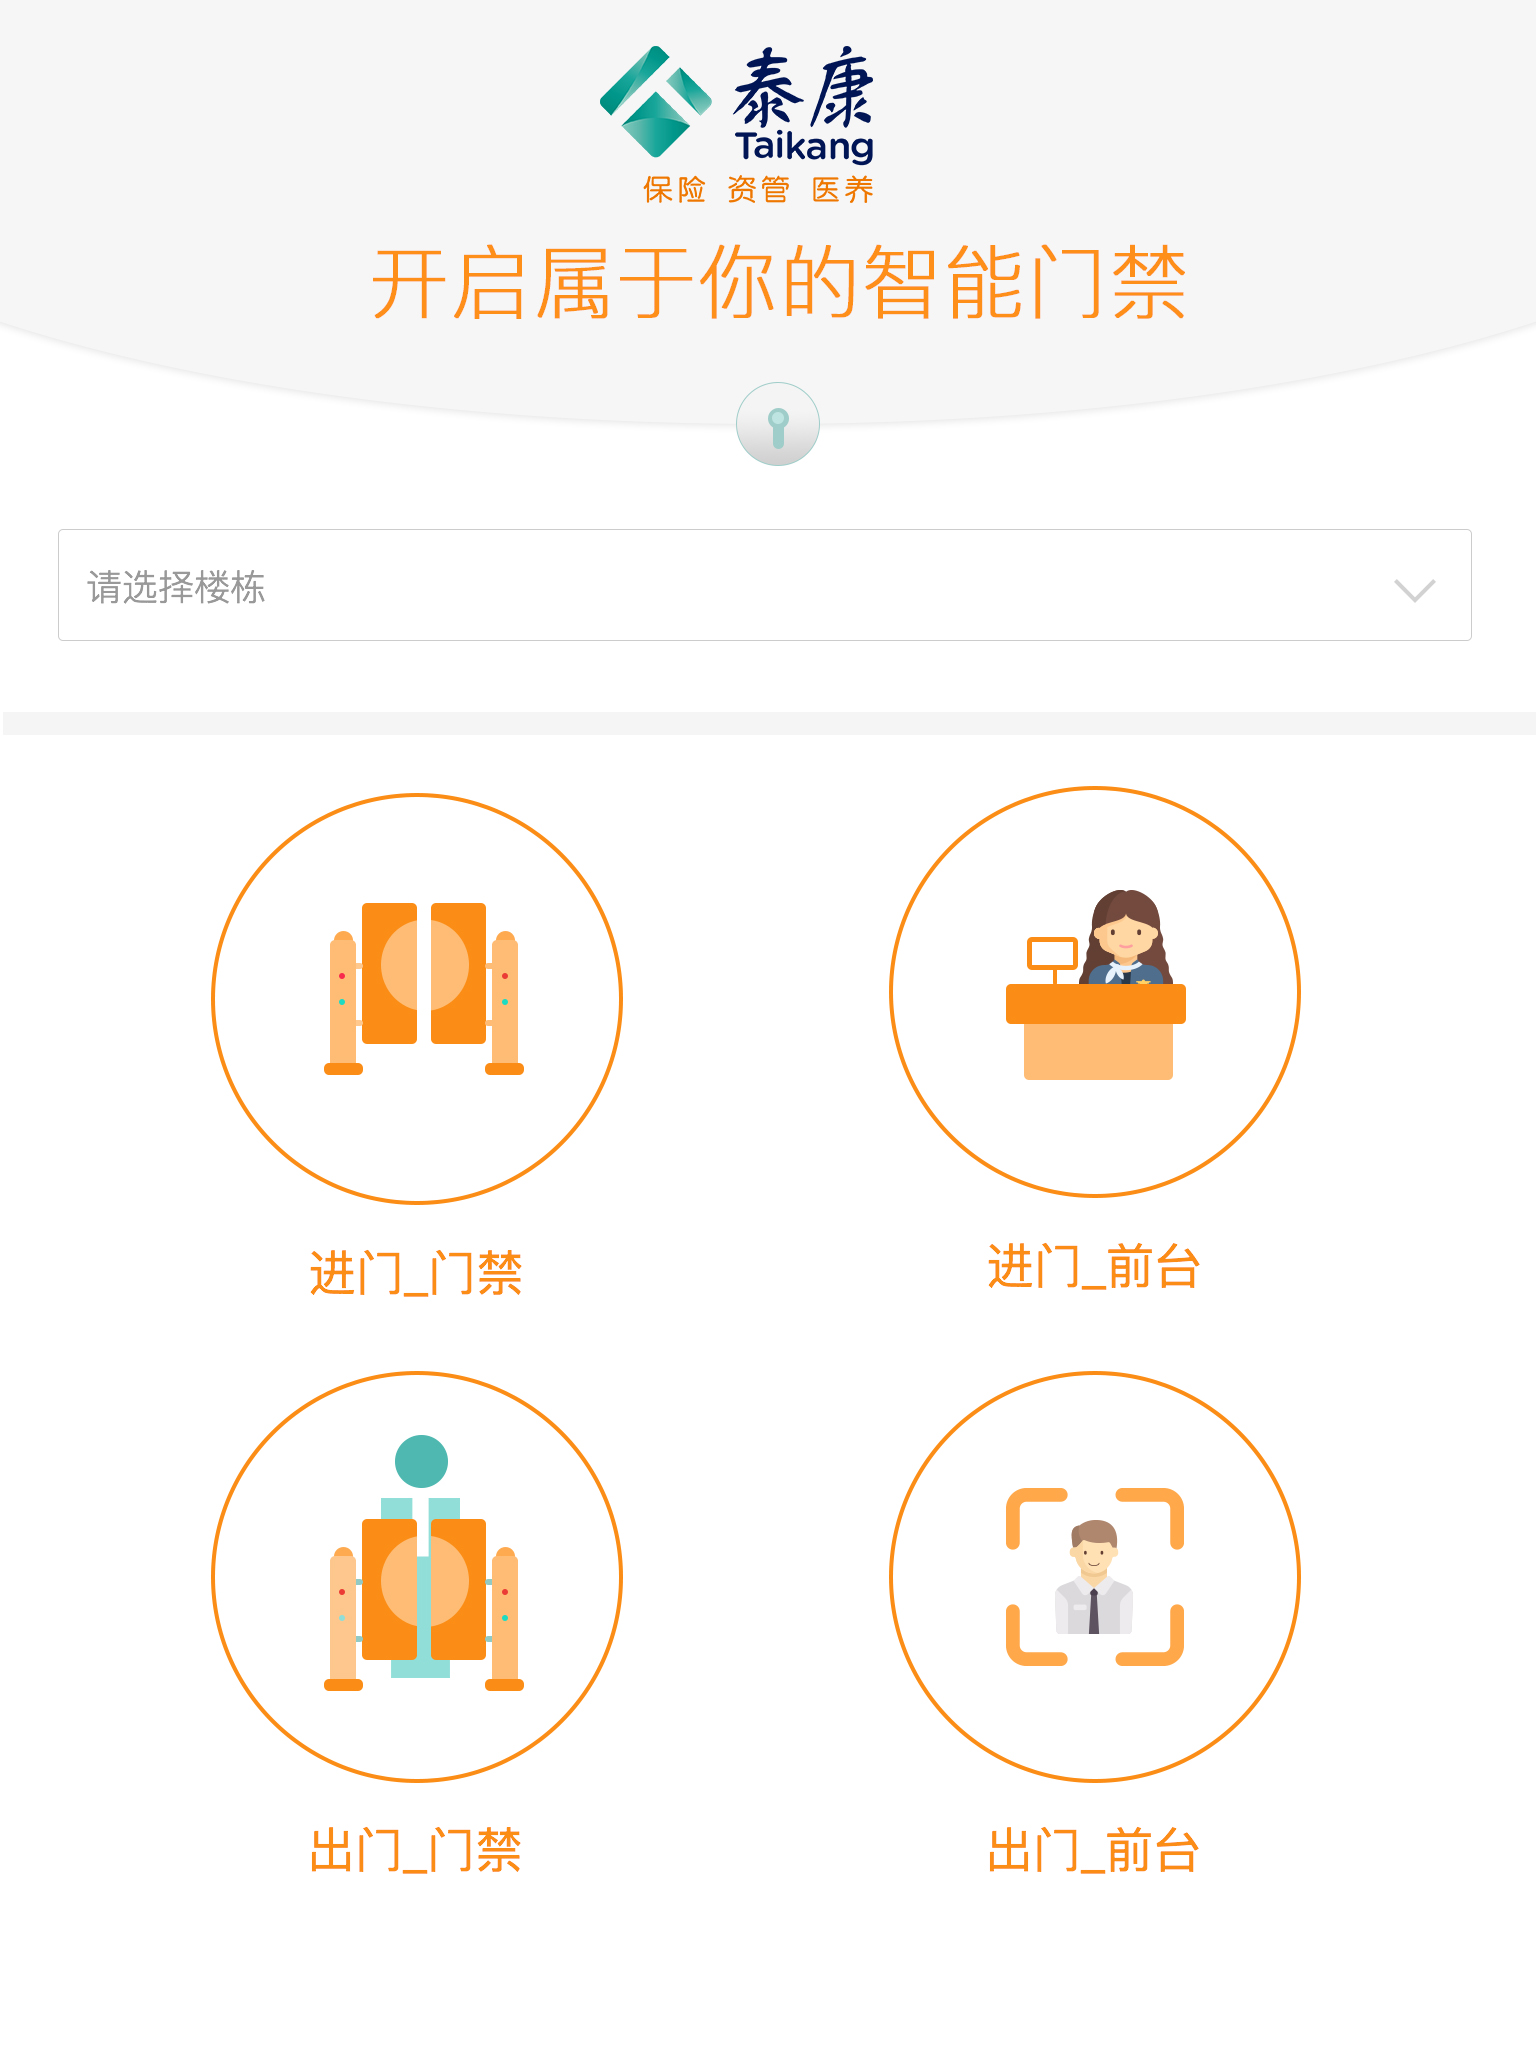 泰康
Taikang
保险 资管 医养
开启属于你的智能门禁
请选择楼栋
进门_门禁
进门_前台
出门_门禁
出门_前台